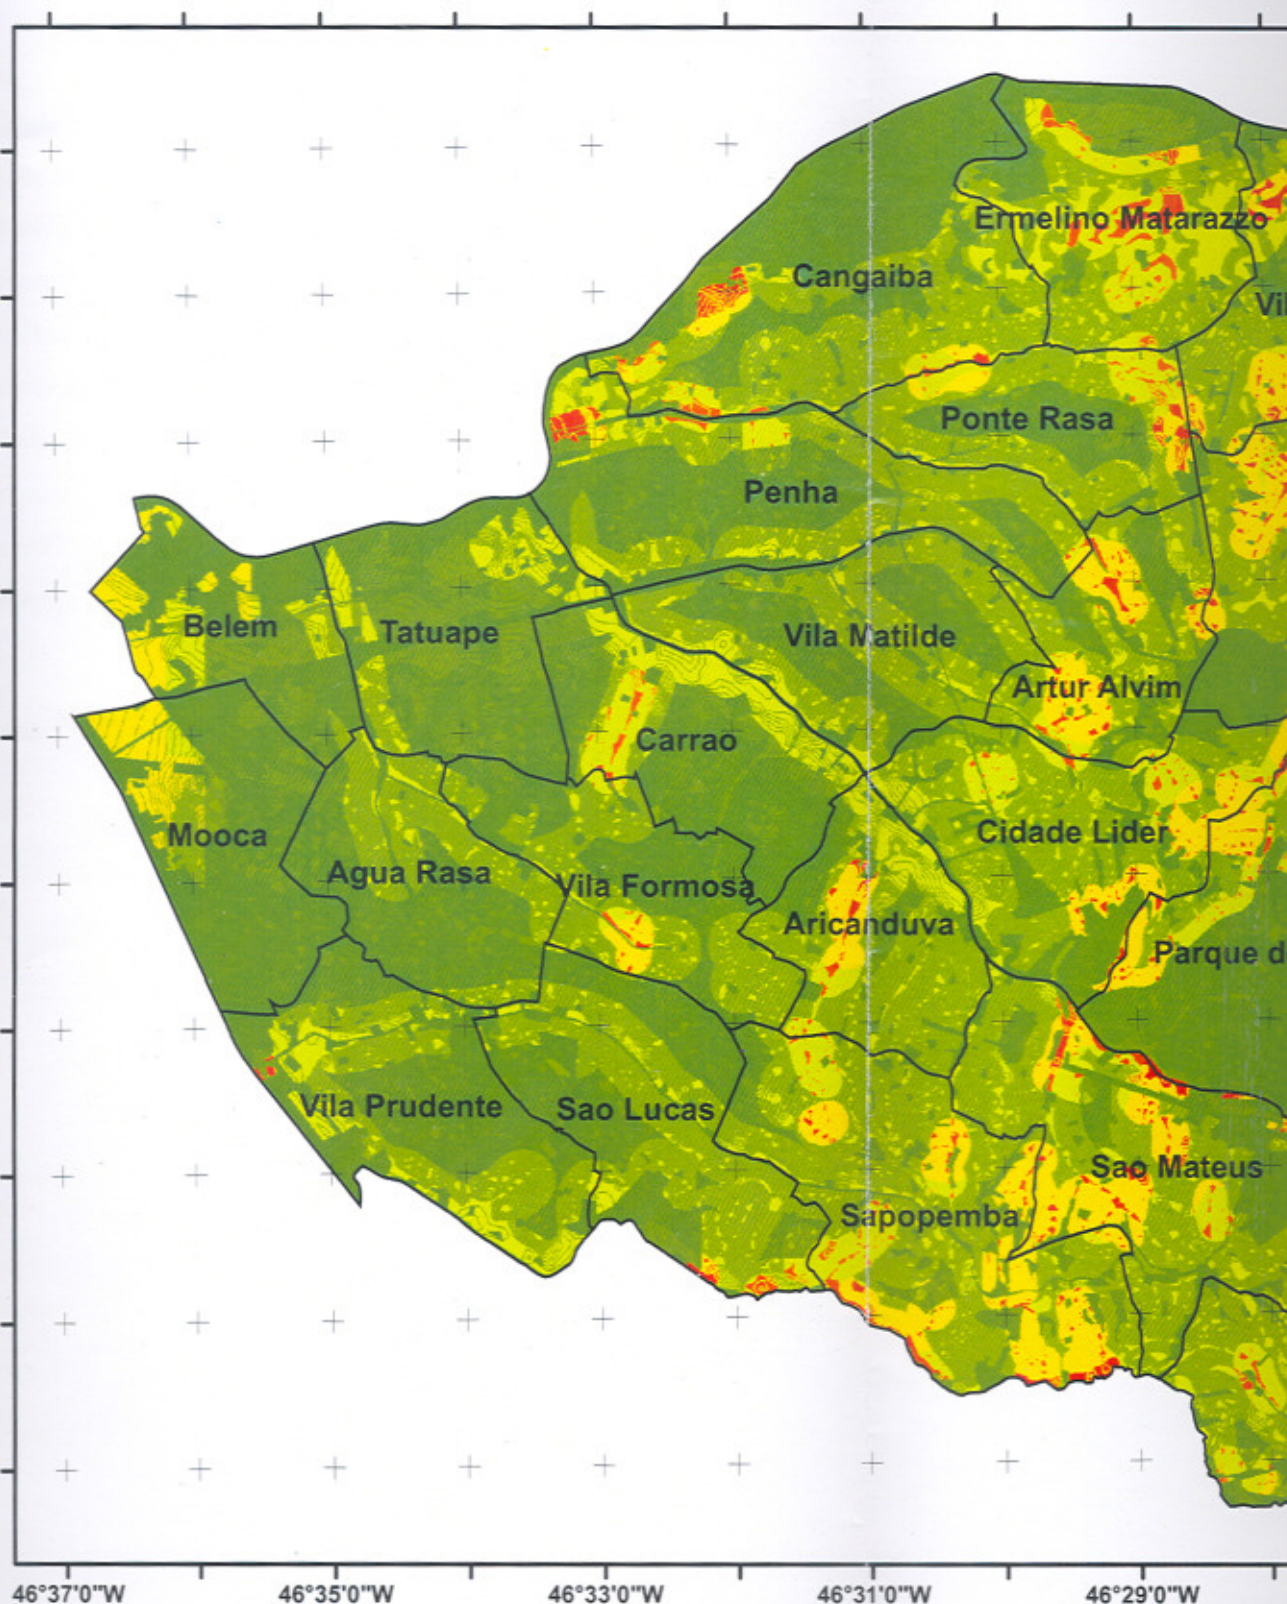 Ermelino Matarazzo
Cangaiba
Vil
Ponte Rasa
Penha
Belem
Tatuape
Vila Matilde
Artur Alvim
Carrao
Mooca
Cidade Lider
Agua Rasa
Vila Formosa
Aricanduva
Parque d
Vila Prudente
Sao Lucas
Sao Mateus
Sapopemba
46°37'0"W 46°35'0"W 46°33'0"W 46°31'0"W 46°29'0"W